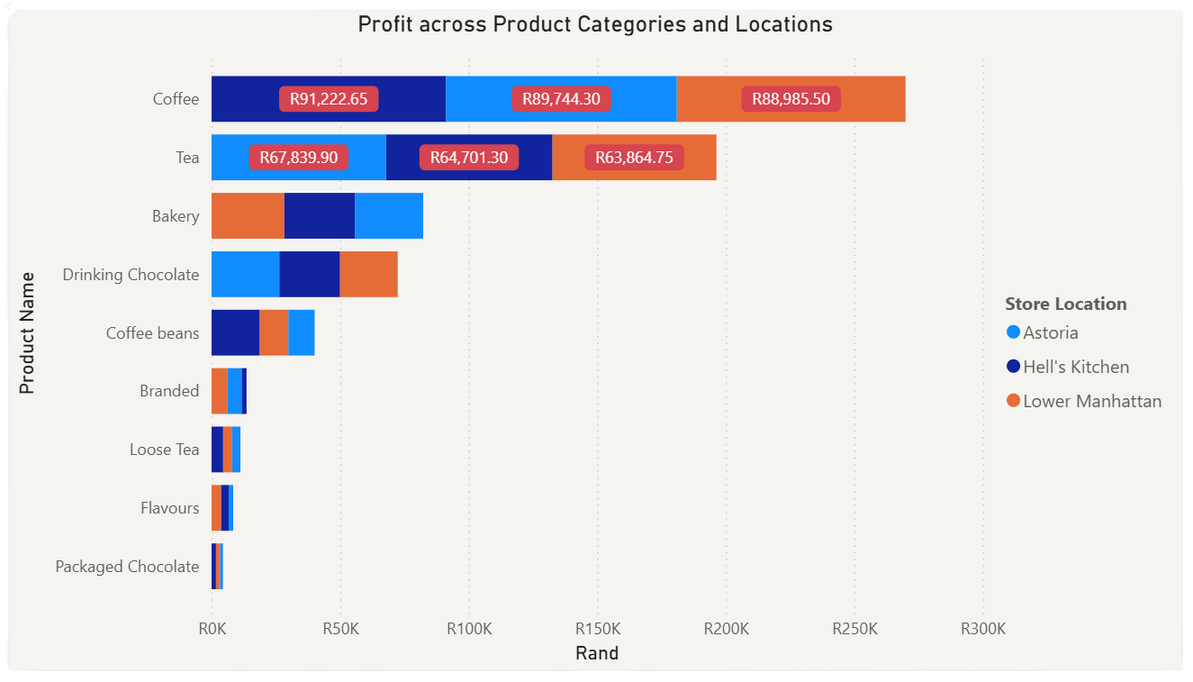 Profit across Product Categories and Locations
Product Name
Coffee
R91,222.65 R89,744.30 R88,985.50
Tea
R67,839.90 R64,701.30 R63,864.75
Bakery
Drinking Chocolate
Coffee beans
Branded
Loose Tea
Flavours
Packaged Chocolate
R0K R50K R100K R150K R200K R250K R300K
Rand
Store Location
Astoria
Hell's Kitchen
Lower Manhattan